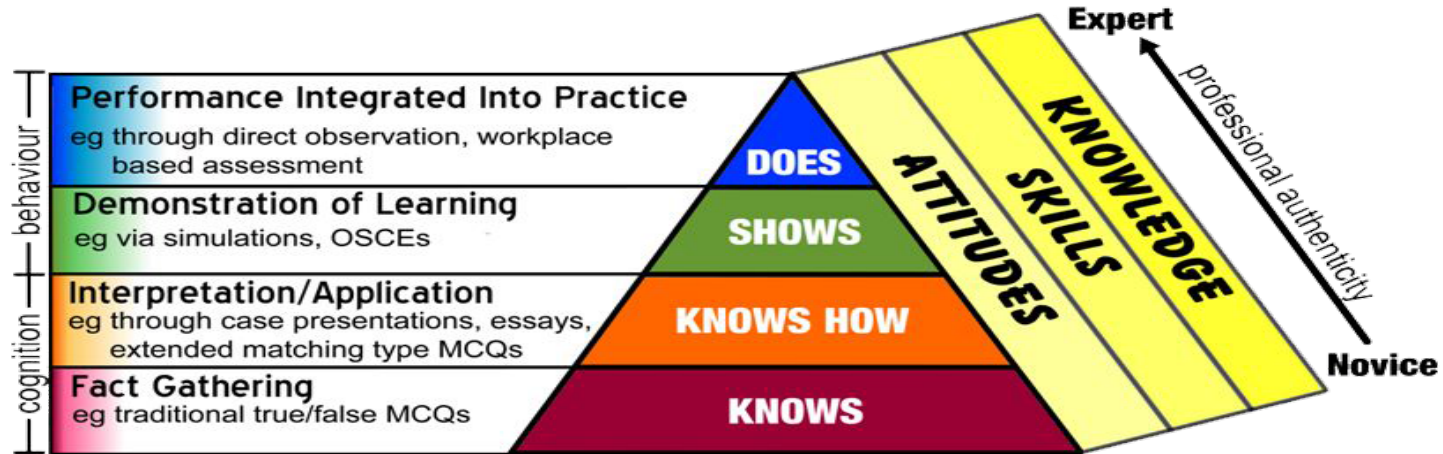 behaviour
cognition
Performance Integrated Into Practice
eg through direct observation, workplace
based assessment
Demonstration of Learning
eg via simulations, OSCEs
Interpretation/Application
eg through case presentations, essays,
extended matching type MCQs
Fact Gathering
eg traditional true/false MCQs
DOES
SHOWS
KNOWS HOW
KNOWS
ATTITUDES
SKILLS
KNOWLEDGE
Expert
professional authenticity
Novice